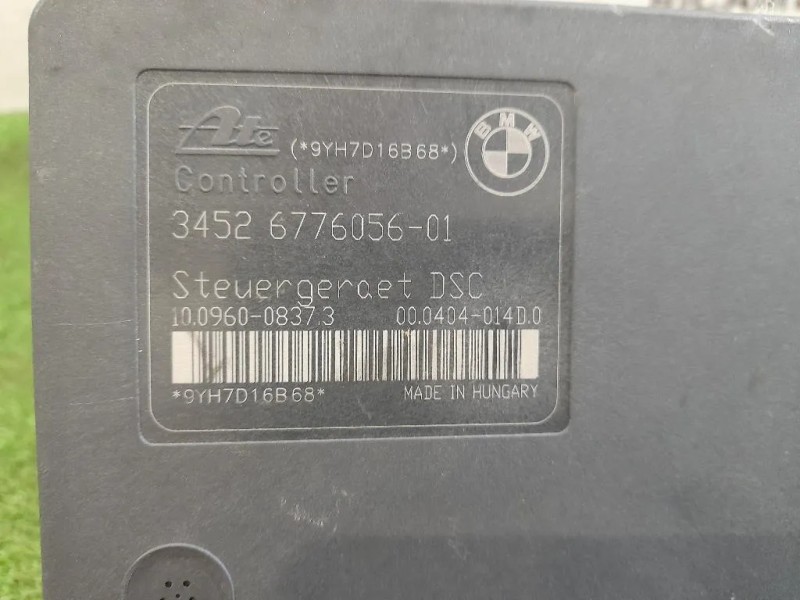 Ate (*9YH7D16B68*) BMW
Controller
3452 6776056-01
Steuergeraet DSC
10.0960-0837.3 00.0404-014D.0
*9YH7D16B68* MADE IN HUNGARY